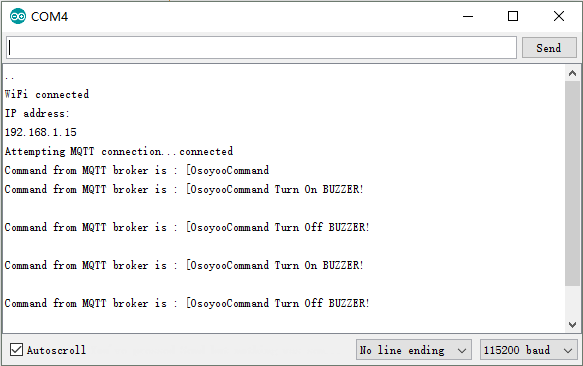 COM4
Send
..
WiFi connected
IP address:
192.168.1.15
Attempting MQTT connection...connected
Command from MQTT broker is : [OsoyooCommand
Command from MQTT broker is : [OsoyooCommand Turn On BUZZER!
Command from MQTT broker is : [OsoyooCommand Turn Off BUZZER!
Command from MQTT broker is : [OsoyooCommand Turn On BUZZER!
Command from MQTT broker is : [OsoyooCommand Turn Off BUZZER!
Autoscroll
No line ending
115200 baud